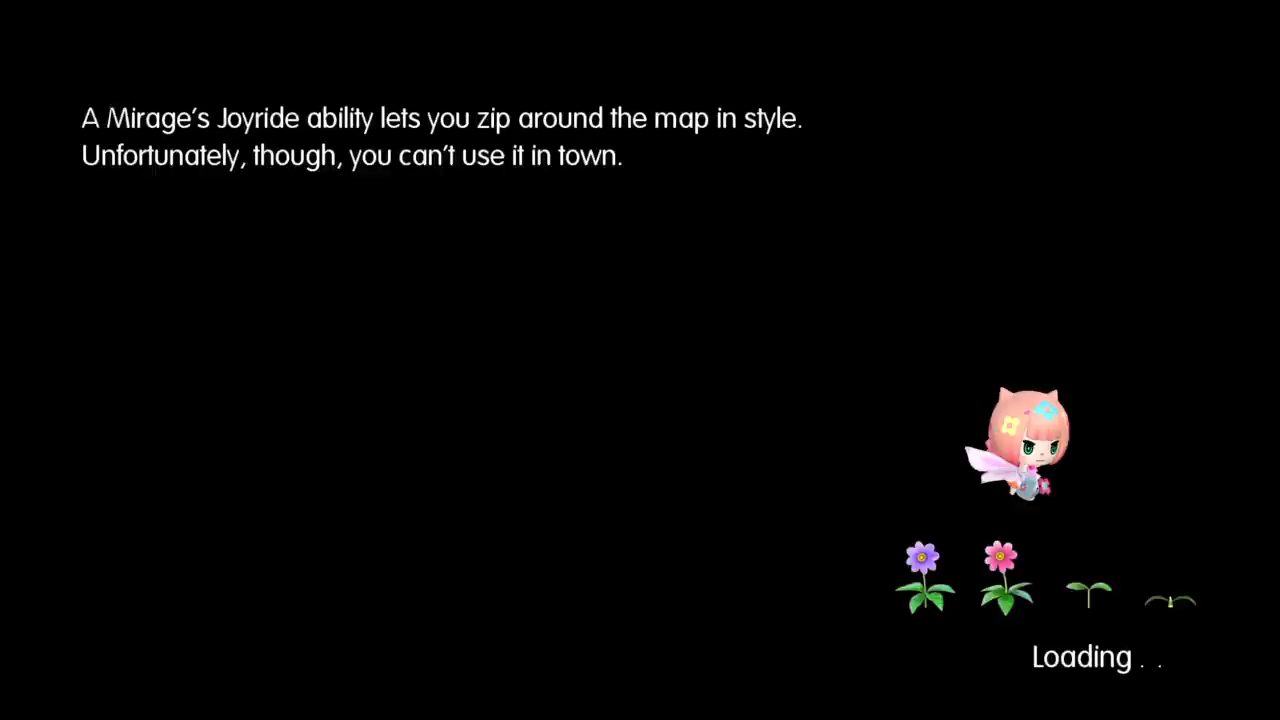 A Mirage's Joyride ability lets you zip around the map in style.
Unfortunately, though, you can't use it in town.
Loading . .